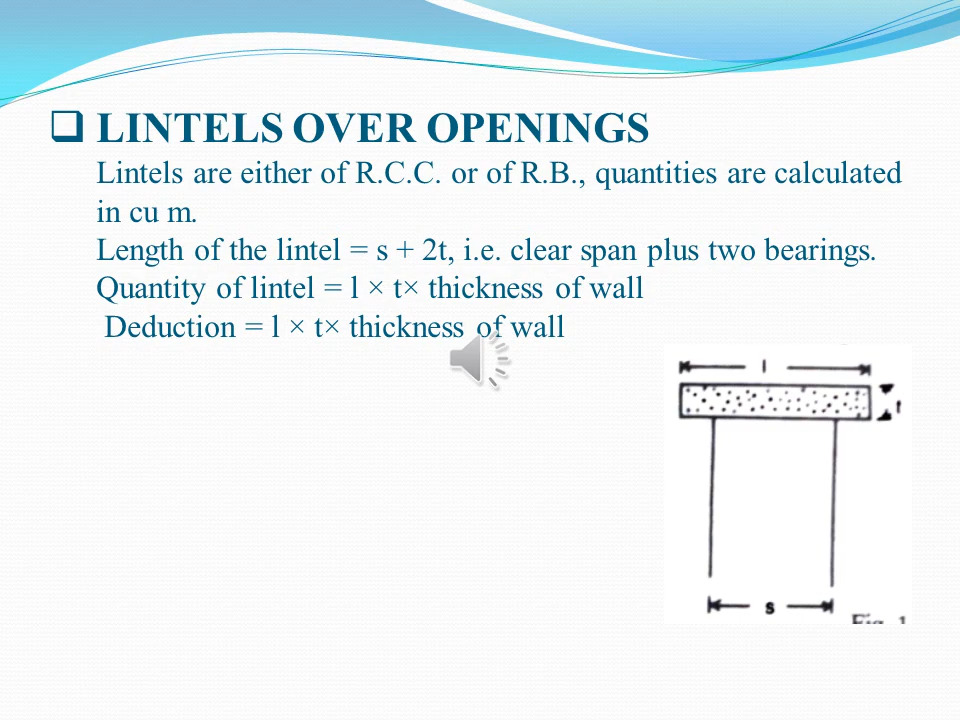 LINTELS OVER OPENINGS
Lintels are either of R.C.C. or of R.B., quantities are calculated
in cu m.
Length of the lintel = s + 2t, i.e. clear span plus two bearings.
Quantity of lintel = l × t× thickness of wall
Deduction = l × t× thickness of wall
l
t
s